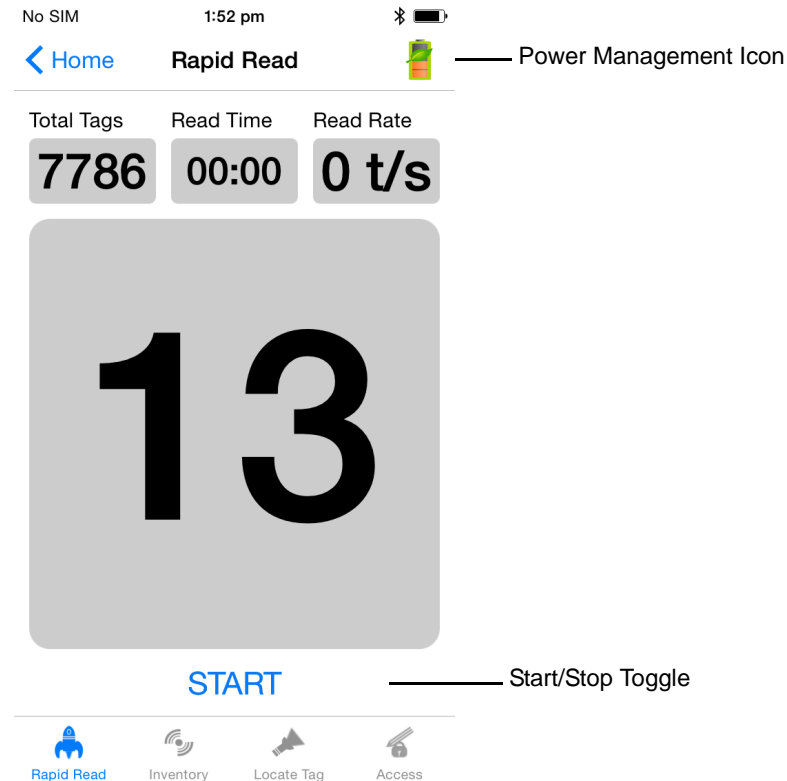 No SIM 1:52 pm
Home Rapid Read Power Management Icon
Total Tags Read Time Read Rate
7786 00:00 0 t/s
13
START Start/Stop Toggle
Rapid Read Inventory Locate Tag Access